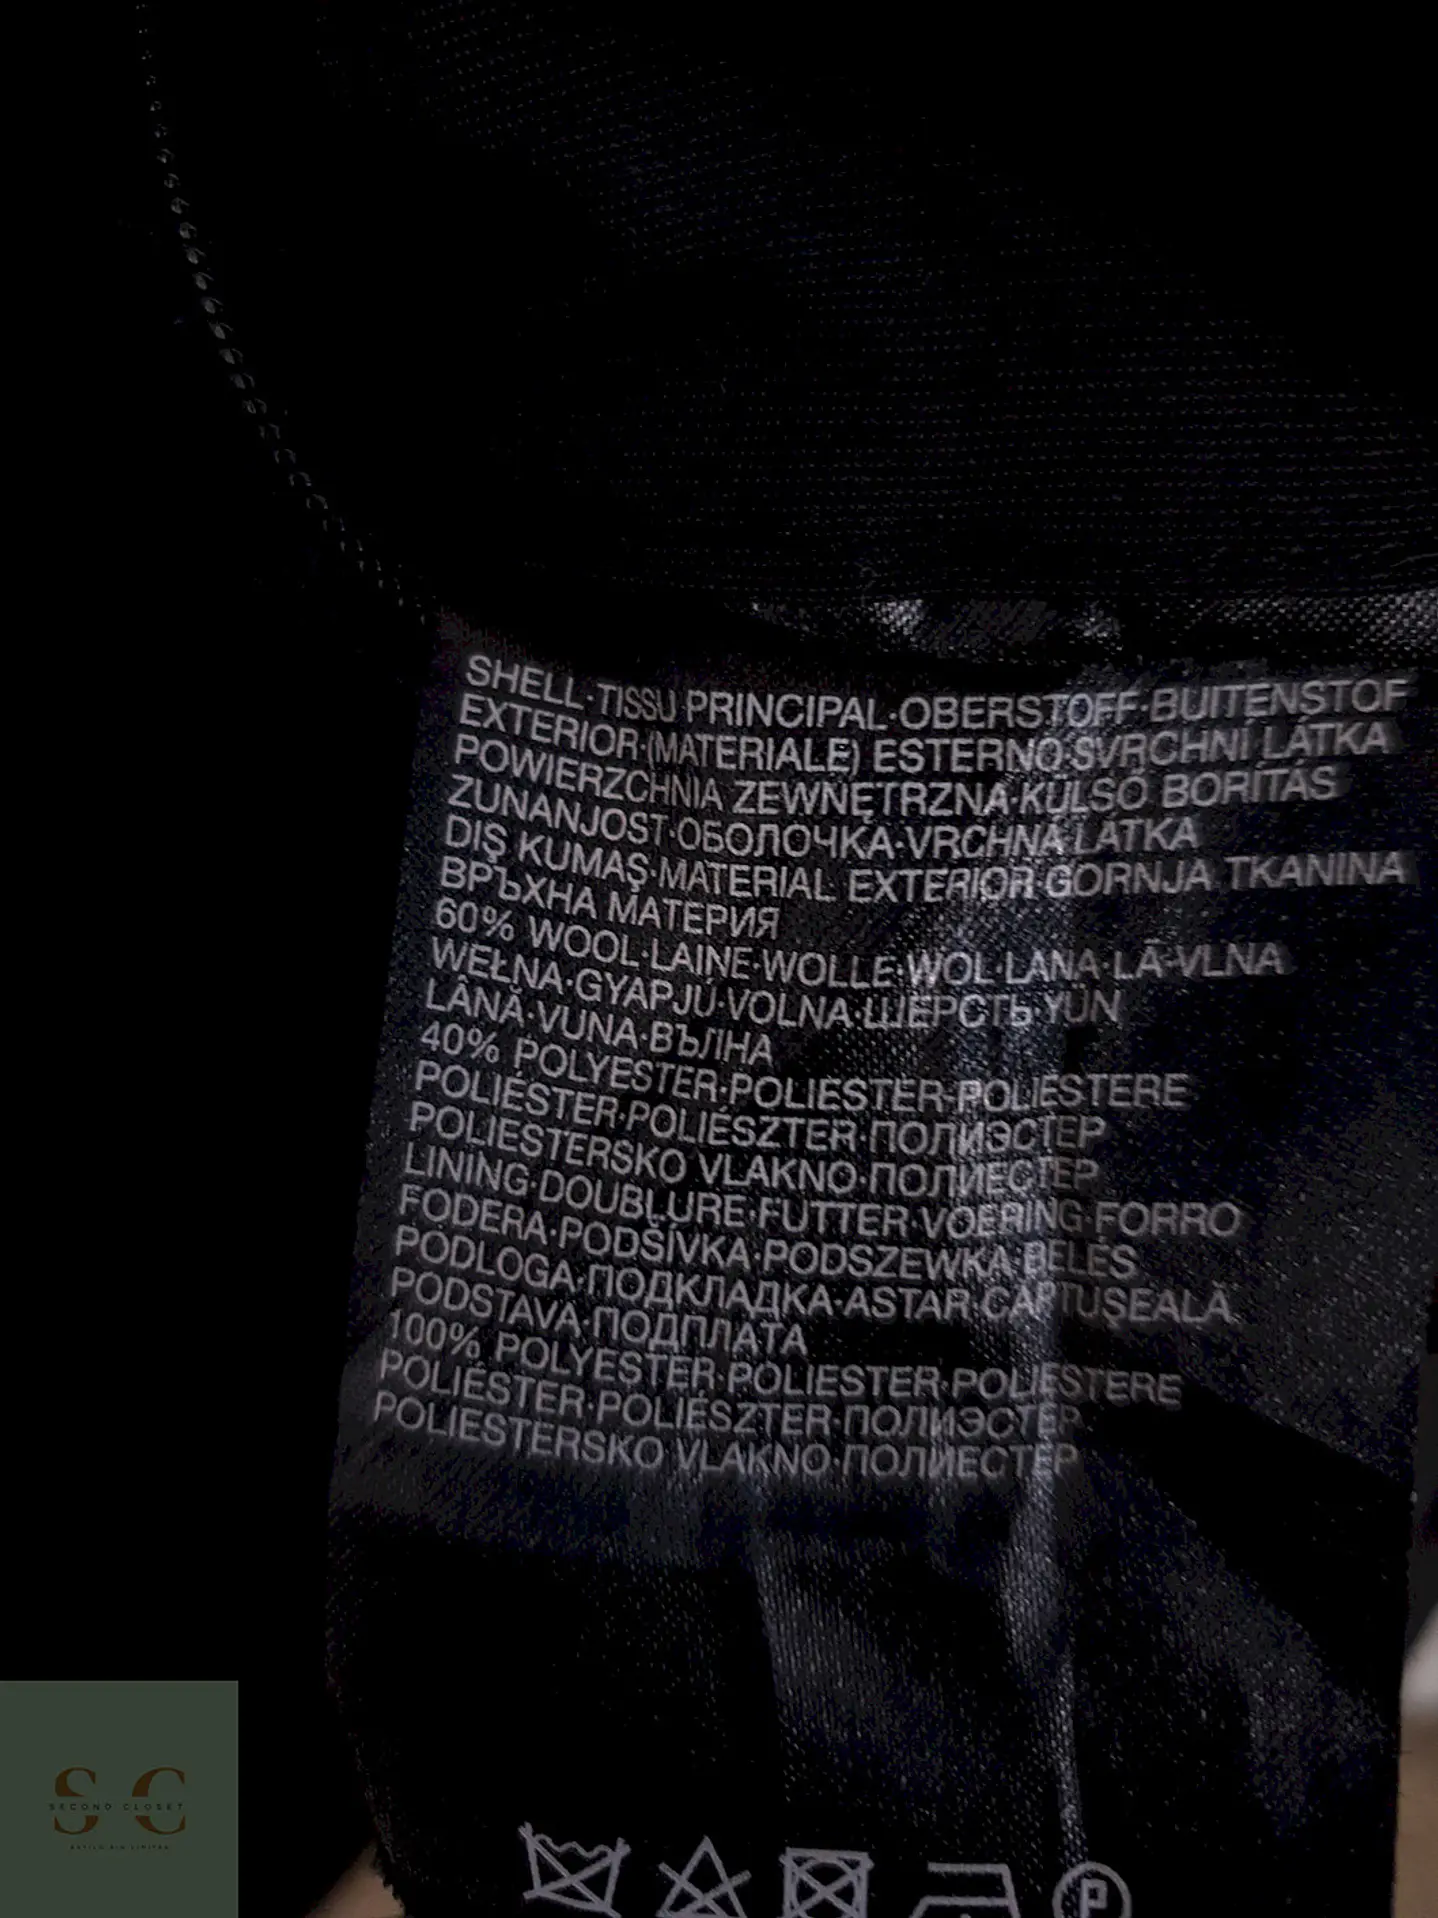 SHELL·TISSU PRINCIPAL·OBERSTOFF·BUITENSTOF
EXTERIOR·(MATERIALE) ESTERNO·SVRCHNÍ LÁTKA
POWIERZCHNIA ZEWNĘTRZNA·KÜLSŐ BORÍTÁS
ZUNANJOST·ОБОЛОЧКА·VRCHNÁ LÁTKA
DIŞ KUMAŞ·MATERIAL EXTERIOR·GORNJA TKANINA
ВРЪХНА МАТЕРИЯ
60% WOOL·LAINE·WOLLE·WOL·LANA·LÃ·VLNA
WEŁNA·GYAPJÚ·VOLNA·ШЕРСТЬ·YÜN
LÂNĂ·VUNA·ВЪЛНА
40% POLYESTER·POLIESTER·POLIESTERE
POLIÉSTER·POLIÉSZTER·ПОЛИЭСТЕР
POLIESTERSKO VLAKNO·ПОЛИЕСТЕР
LINING·DOUBLURE·FUTTER·VOERING·FORRO
FODERA·PODŠÍVKA·PODSZEWKA·BÉLÉS
PODLOGA·ПОДКЛАДКА·ASTAR·CĂPTUȘEALĂ
PODSTAVA·ПОДПЛАТА
100% POLYESTER·POLIESTER·POLIESTERE
POLIÉSTER·POLIÉSZTER·ПОЛИЭСТЕР
POLIESTERSKO VLAKNO·ПОЛИЕСТЕР
P
SC
SECOND CLOSET